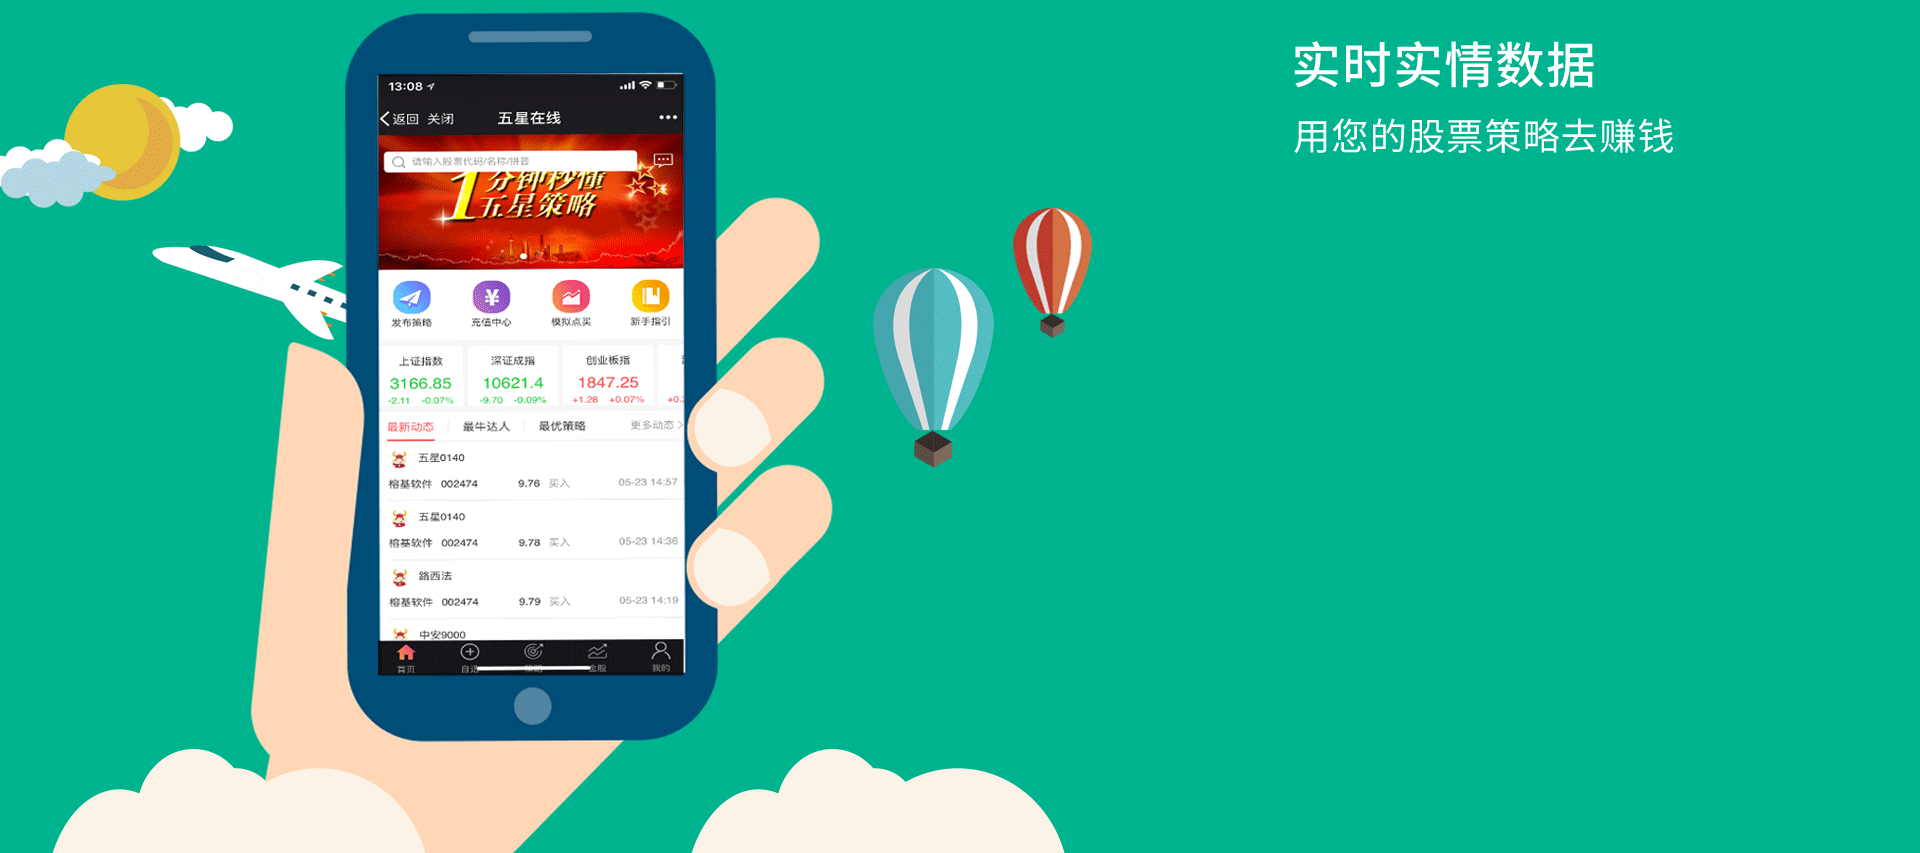 实时实情数据
用您的股票策略去赚钱
13:08
返回 关闭 五星在线
请输入股票代码/名称/拼音
1分钟秒懂
五星策略
发布策略 充值中心 模拟点买 新手指引
上证指数 深证成指 创业板指
3166.85 10621.4 1847.25
-2.11 -0.07% -9.70 -0.09% +1.28 +0.07% +0.
最新动态 最牛达人 最优策略 更多动态
五星0140
榕基软件 002474 9.76 买入 05-23 14:57
五星0140
榕基软件 002474 9.78 买入 05-23 14:36
路西法
榕基软件 002474 9.79 买入 05-23 14:19
中安9000
首页 自选 金股 我的